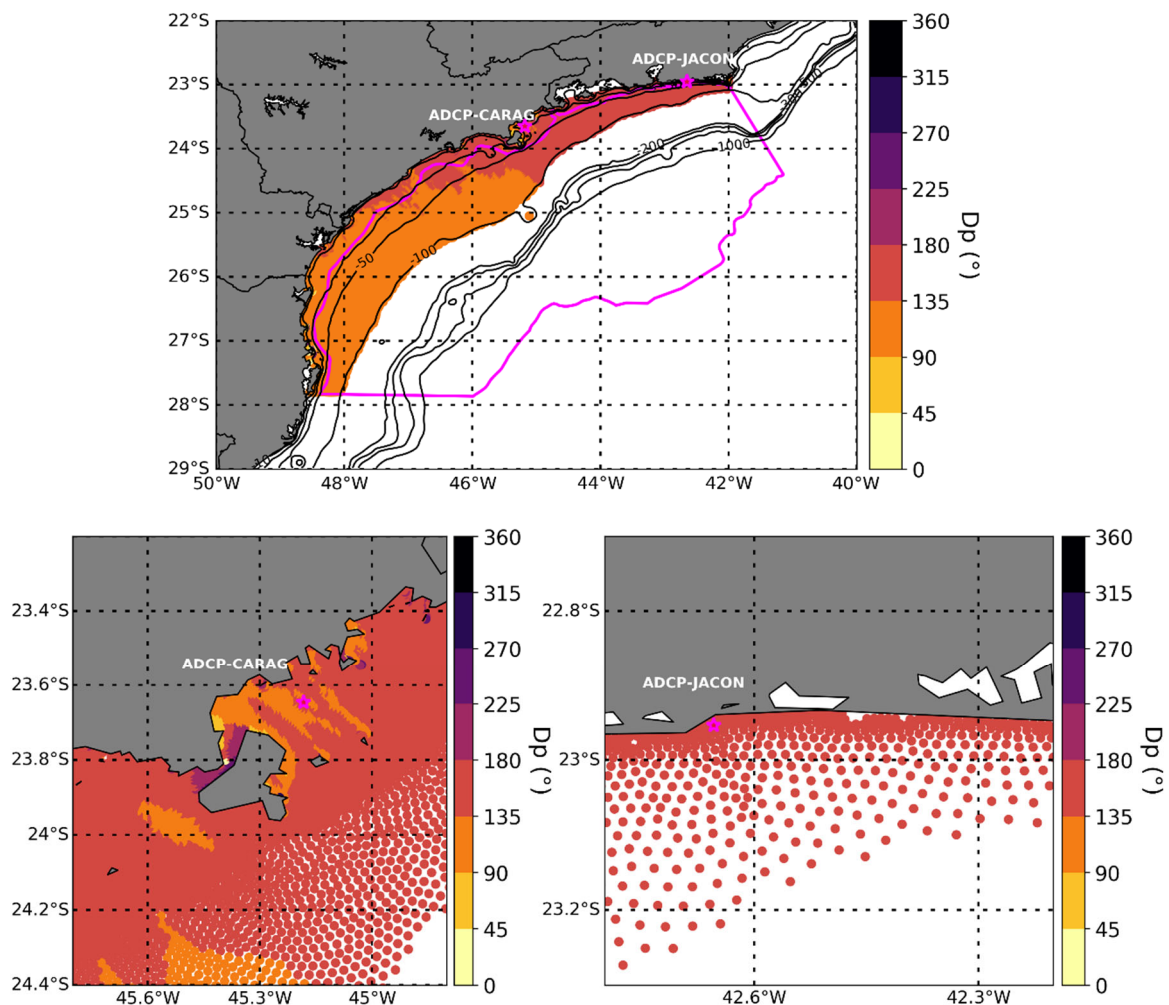 22°S
23°S
24°S
25°S
26°S
27°S
28°S
29°S
50°W 48°W 46°W 44°W 42°W 40°W
ADCP-JACON
ADCP-CARAG
-200
-1000
-50
-100
360
315
270
225
180
135
90
45
0
Dp (°)
23.4°S
23.6°S
23.8°S
24°S
24.2°S
24.4°S
45.6°W 45.3°W 45°W
ADCP-CARAG
360
315
270
225
180
135
90
45
0
Dp (°)
22.8°S
23°S
23.2°S
42.6°W 42.3°W
ADCP-JACON
360
315
270
225
180
135
90
45
0
Dp (°)